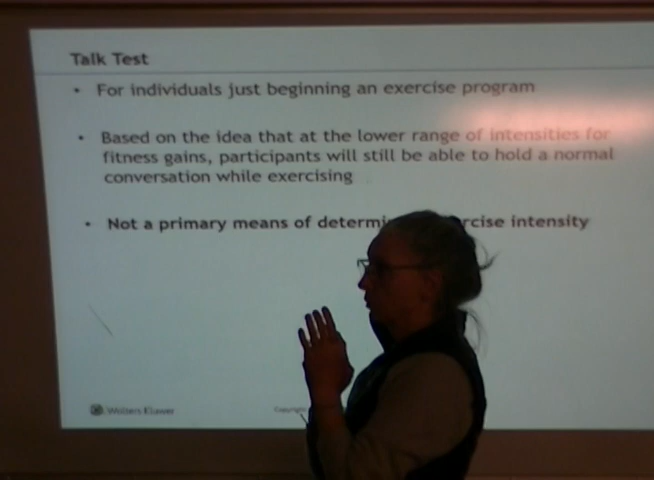 Talk Test
• For individuals just beginning an exercise program
• Based on the idea that at the lower range of intensities for
fitness gains, participants will still be able to hold a normal
conversation while exercising
• Not a primary means of determi rcise intensity
Wolters Kluwer
Copyright